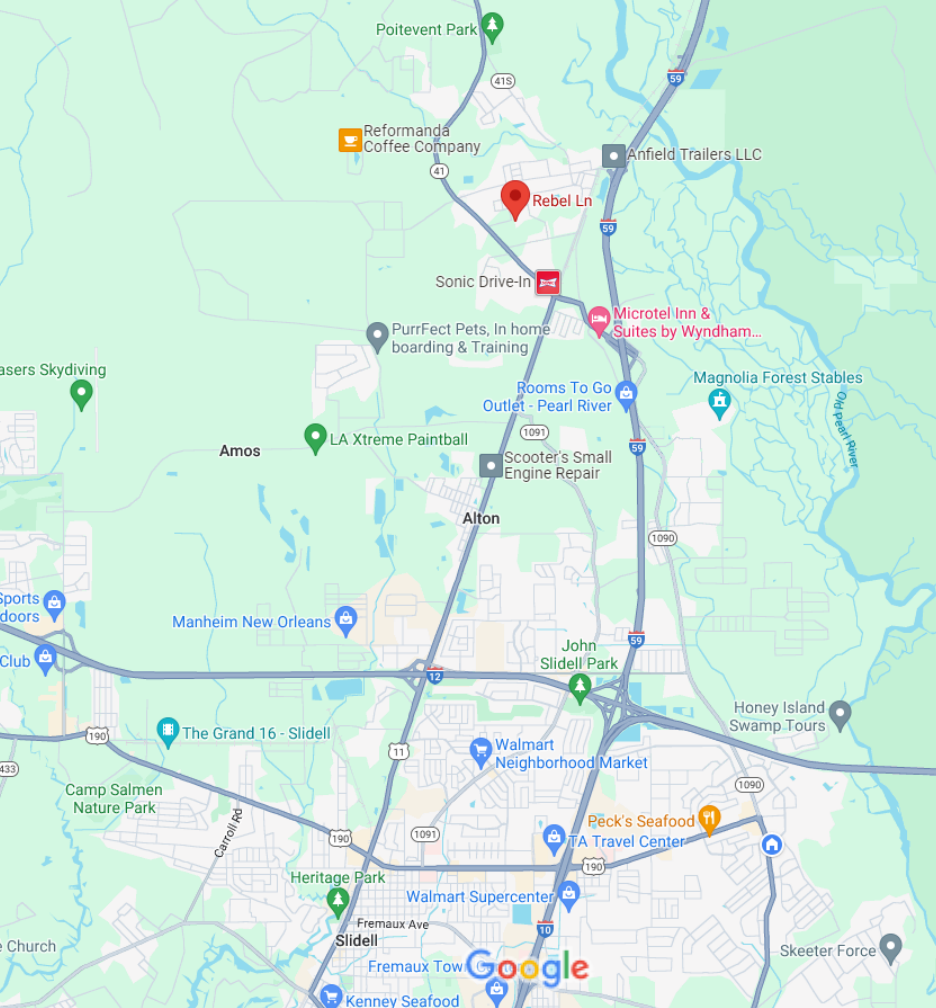 Poitevent Park
41S
59
Reformanda
Coffee Company
Anfield Trailers LLC
41
Rebel Ln
59
Sonic Drive-In
Microtel Inn &
Suites by Wyndham...
PurrFect Pets, In home
boarding & Training
asers Skydiving
Rooms To Go
Outlet - Pearl River
Magnolia Forest Stables
Old Pearl River
1091
LA Xtreme Paintball
59
Amos
Scooter's Small
Engine Repair
Alton
1090
Sports
doors
Manheim New Orleans
59
John
Slidell Park
Club
12
Honey Island
Swamp Tours
190
The Grand 16 - Slidell
11
Walmart
Neighborhood Market
433
1090
Camp Salmen
Nature Park
Carroll Rd
190
1091
Peck's Seafood
TA Travel Center
190
Heritage Park
Walmart Supercenter
Fremaux Ave
10
Slidell
e Church
Skeeter Force
Fremaux Tow
Google
Kenney Seafood